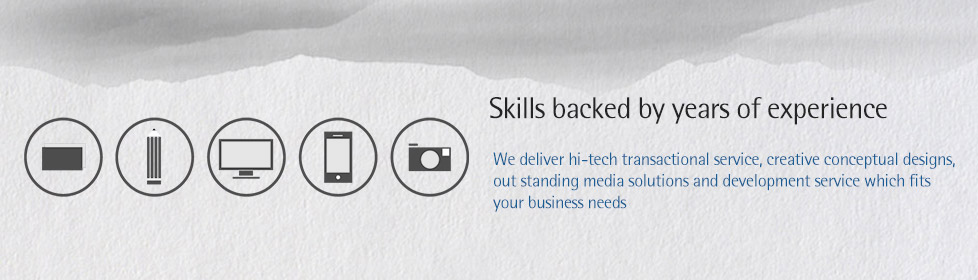 Skills backed by years of experience
We deliver hi-tech transactional service, creative conceptual designs,
out standing media solutions and development service which fits
your business needs